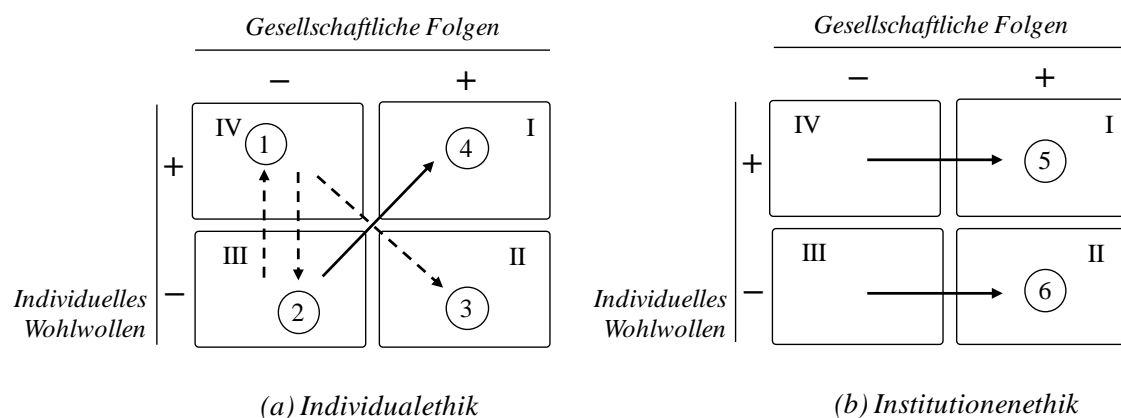 Gesellschaftliche Folgen
− +
IV I
+ 1 4
III II
Individuelles − 2 3
Wohlwollen
(a) Individualethik
Gesellschaftliche Folgen
− +
IV I
+ 5
III II
Individuelles − 6
Wohlwollen
(b) Institutionenethik